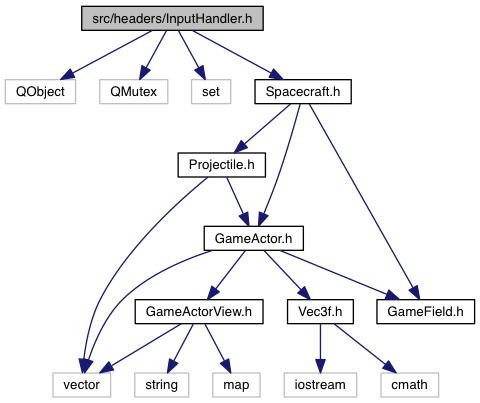 src/headers/InputHandler.h
QObject
QMutex
set
Spacecraft.h
Projectile.h
GameActor.h
GameActorView.h
Vec3f.h
GameField.h
vector
string
map
iostream
cmath